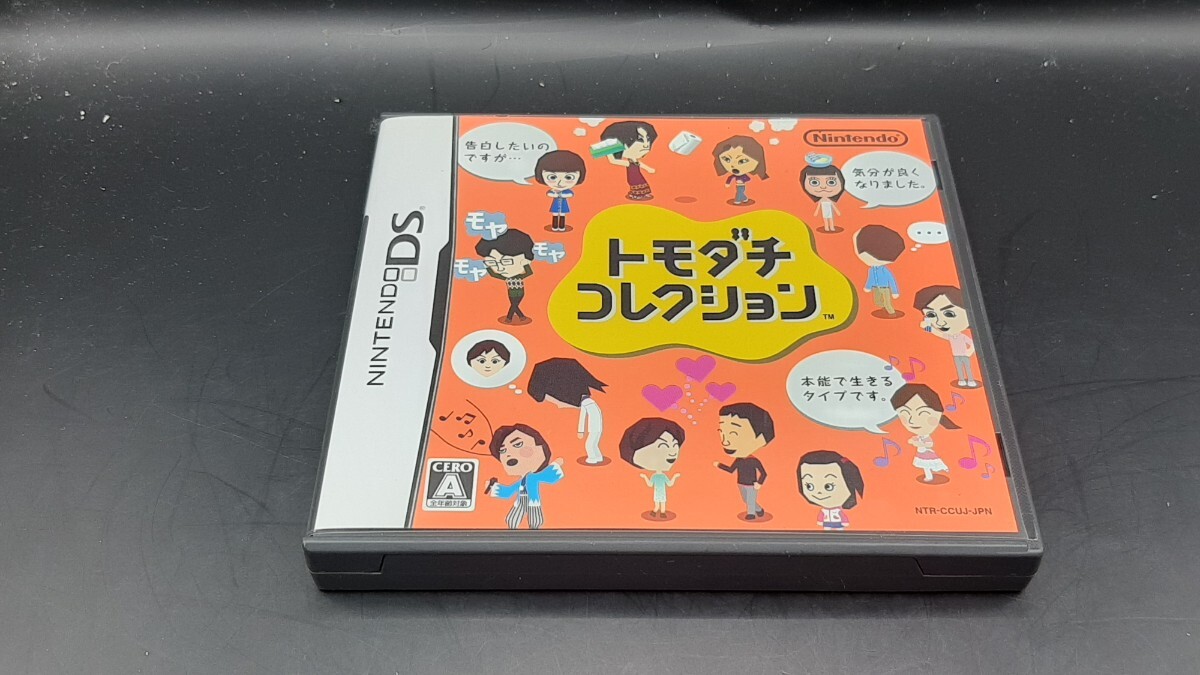 NINTENDO DS®
Nintendo®
告白したいの
ですが…
気分が良く
なりました。
モヤ
モヤ
モヤ
…
トモダチ
コレクション™
本能で生きる
タイプです。
CERO
A
全年齢対象
NTR-CCUJ-JPN